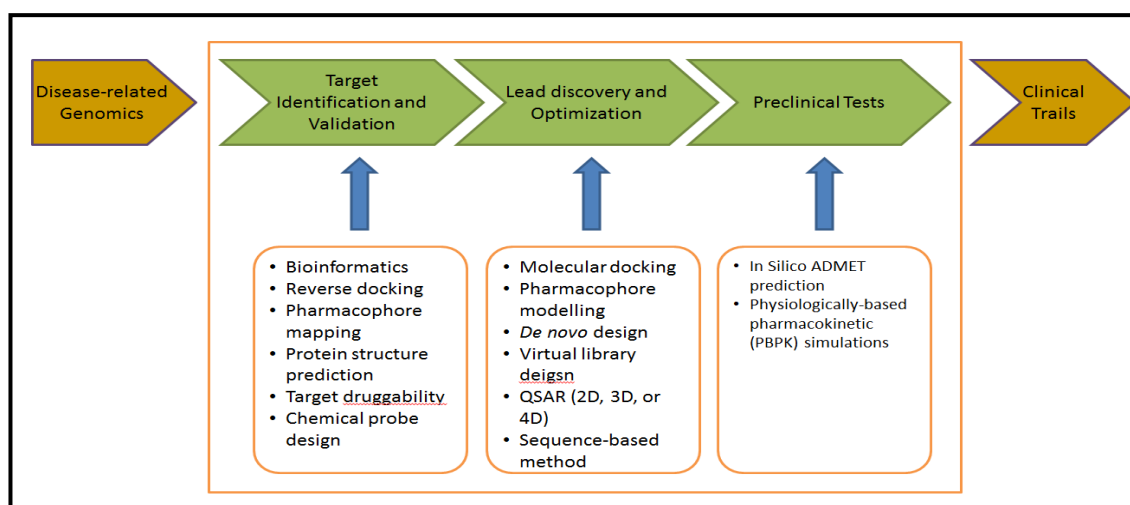 Disease-related
Genomics
Target
Identification and
Validation
Lead discovery and
Optimization
Preclinical Tests
Clinical
Trails
• Bioinformatics
• Reverse docking
• Pharmacophore
mapping
• Protein structure
prediction
• Target druggability
• Chemical probe
design
• Molecular docking
• Pharmacophore
modelling
• De novo design
• Virtual library
deigsn
• QSAR (2D, 3D, or
4D)
• Sequence-based
method
• In Silico ADMET
prediction
• Physiologically-based
pharmacokinetic
(PBPK) simulations